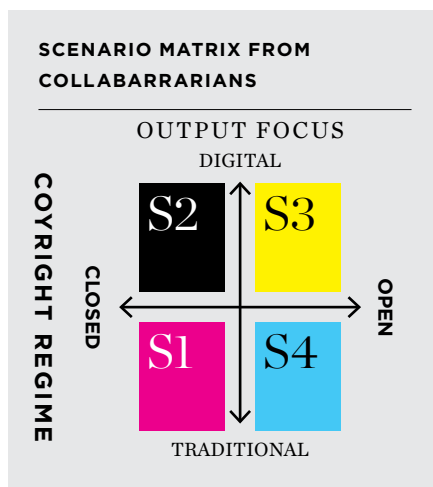 SCENARIO MATRIX FROM
COLLABARRARIANS
OUTPUT FOCUS
DIGITAL
COYRIGHT REGIME
S2
S3
CLOSED
OPEN
S1
S4
TRADITIONAL